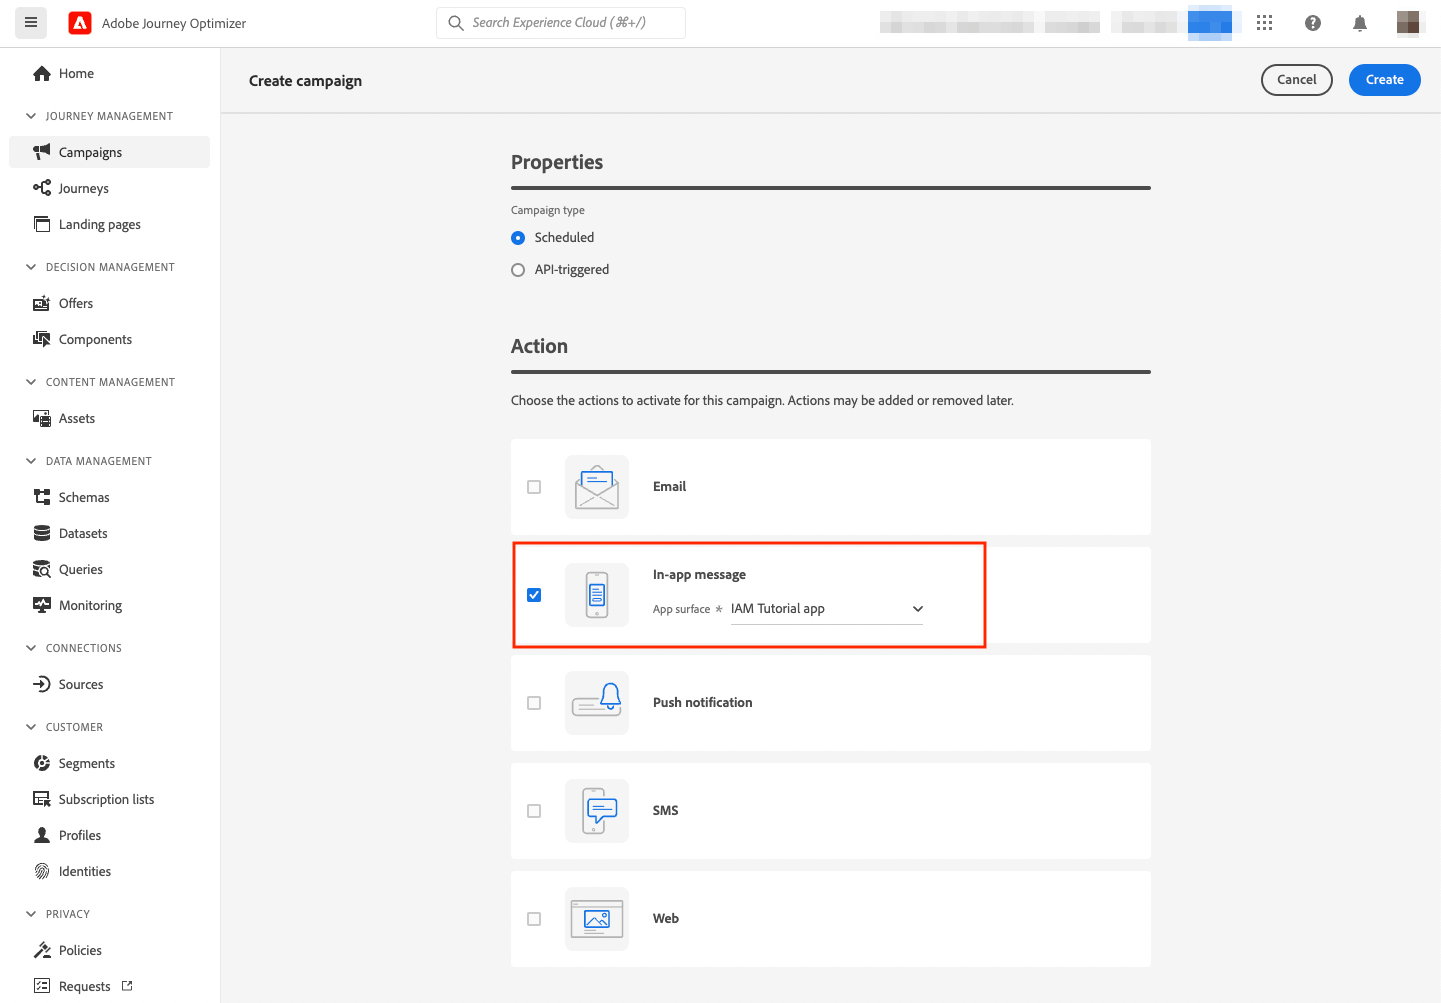 Adobe Journey Optimizer
Search Experience Cloud (⌘+/)
Home
JOURNEY MANAGEMENT
Campaigns
Journeys
Landing pages
DECISION MANAGEMENT
Offers
Components
CONTENT MANAGEMENT
Assets
DATA MANAGEMENT
Schemas
Datasets
Queries
Monitoring
CONNECTIONS
Sources
CUSTOMER
Segments
Subscription lists
Profiles
Identities
PRIVACY
Policies
Requests
Create campaign
Cancel
Create
Properties
Campaign type
Scheduled
API-triggered
Action
Choose the actions to activate for this campaign. Actions may be added or removed later.
Email
In-app message
App surface * IAM Tutorial app
Push notification
SMS
Web